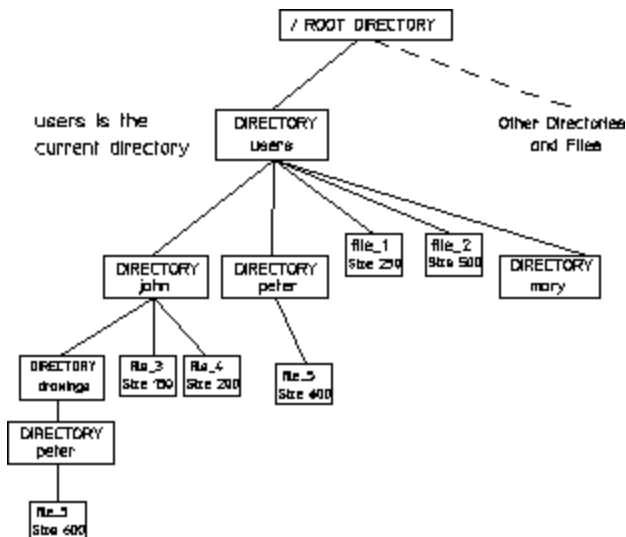 / ROOT DIRECTORY
users is the
current directory
DIRECTORY
users
Other Directories
and Files
DIRECTORY
john
DIRECTORY
peter
file_1
Size 250
file_2
Size 500
DIRECTORY
mary
DIRECTORY
drawings
file_3
Size 150
file_4
Size 200
file_5
Size 600
DIRECTORY
peter
file_5
Size 600